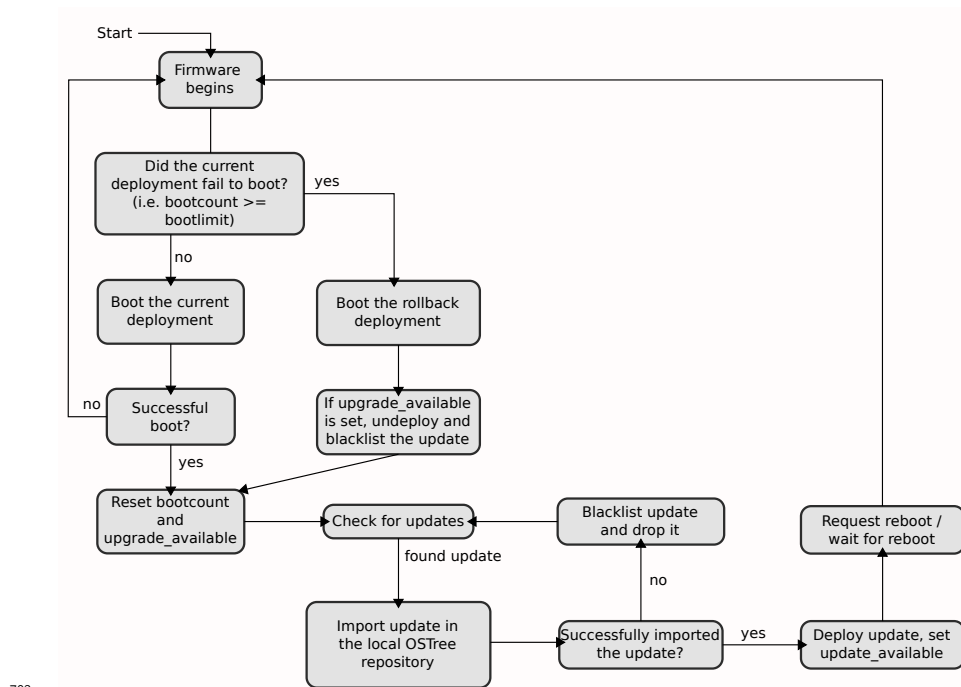 Start
Firmware
begins
Did the current
deployment fail to boot?
(i.e. bootcount >=
bootlimit)
yes
no
Boot the current
deployment
Boot the rollback
deployment
no
Successful
boot?
If upgrade_available
is set, undeploy and
blacklist the update
yes
Reset bootcount
and
upgrade_available
Check for updates
Blacklist update
and drop it
Request reboot /
wait for reboot
found update
no
Import update in
the local OSTree
repository
Successfully imported
the update?
yes
Deploy update, set
update_available